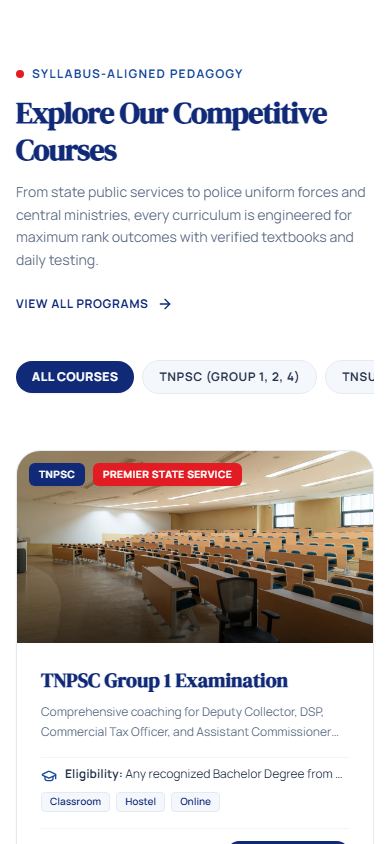 SYLLABUS-ALIGNED PEDAGOGY
Explore Our Competitive
Courses
From state public services to police uniform forces and
central ministries, every curriculum is engineered for
maximum rank outcomes with verified textbooks and
daily testing.
VIEW ALL PROGRAMS
ALL COURSES
TNPSC (GROUP 1, 2, 4)
TNSU
TNPSC
PREMIER STATE SERVICE
TNPSC Group 1 Examination
Comprehensive coaching for Deputy Collector, DSP,
Commercial Tax Officer, and Assistant Commissioner...
Eligibility: Any recognized Bachelor Degree from ...
Classroom
Hostel
Online